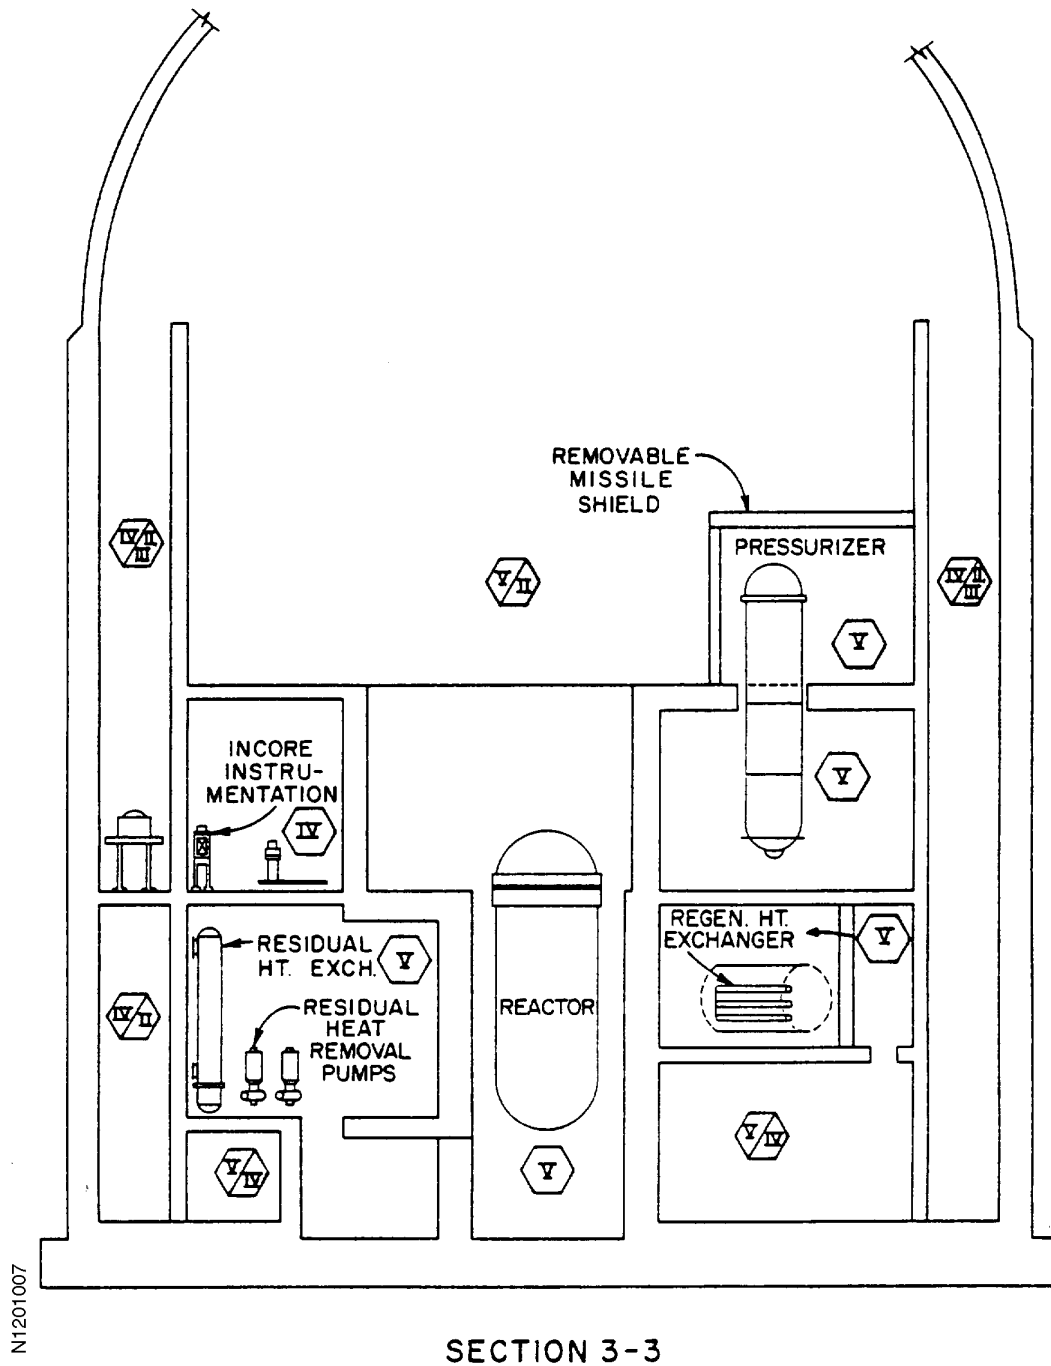 REMOVABLE
MISSILE
SHIELD
PRESSURIZER
IV II
III
V II
IV II
III
V
INCORE
INSTRU-
MENTATION
IV
V
RESIDUAL
HT. EXCH.
V
REGEN. HT.
EXCHANGER
V
RESIDUAL
HEAT
REMOVAL
PUMPS
REACTOR
IV II
V IV
V
V IV
N1201007
SECTION 3-3